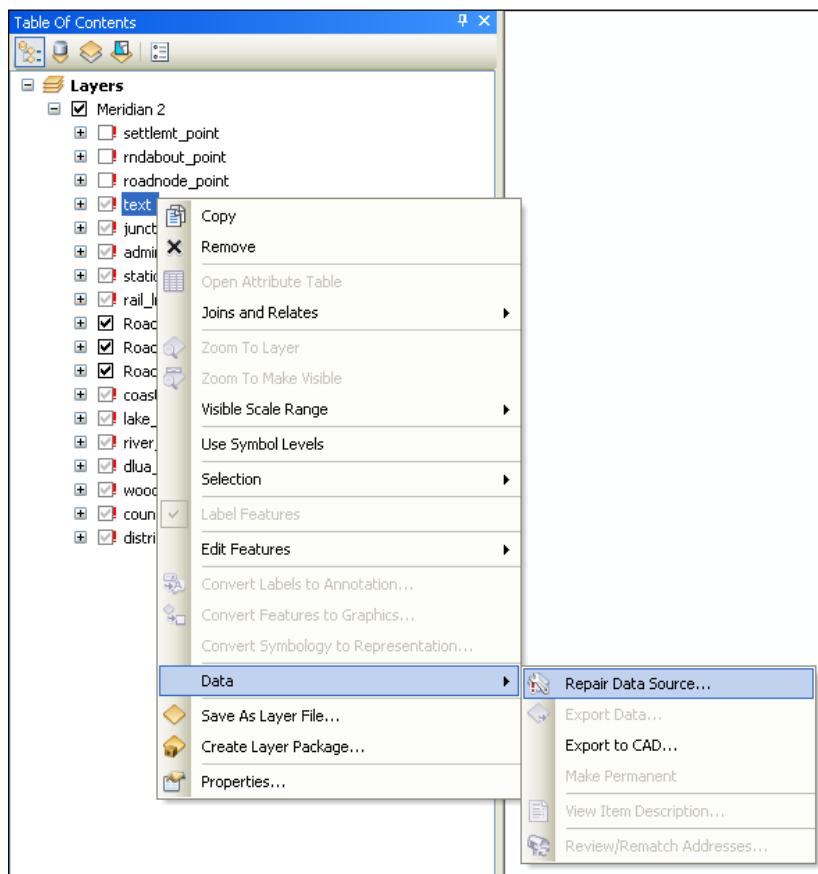 Table Of Contents
Layers
Meridian 2
settlemt_point
rndabout_point
roadnode_point
text
junct
admin
static
rail_ln
Road
Road
Road
coast
lake_
river_
dlua_
wood
coun
distri
Copy
Remove
Open Attribute Table
Joins and Relates
Zoom To Layer
Zoom To Make Visible
Visible Scale Range
Use Symbol Levels
Selection
Label Features
Edit Features
Convert Labels to Annotation...
Convert Features to Graphics...
Convert Symbology to Representation...
Data
Save As Layer File...
Create Layer Package...
Properties...
Repair Data Source...
Export Data...
Export to CAD...
Make Permanent
View Item Description...
Review/Rematch Addresses...